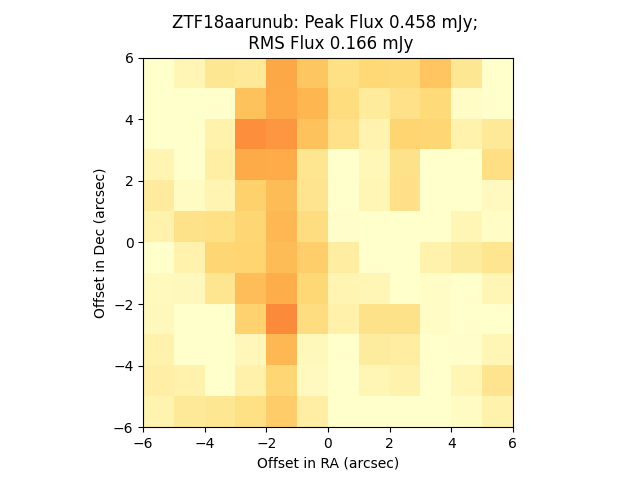 ZTF18aarunub: Peak Flux 0.458 mJy;
RMS Flux 0.166 mJy
6
4
2
0
−2
−4
−6
Offset in Dec (arcsec)
−6 −4 −2 0 2 4 6
Offset in RA (arcsec)